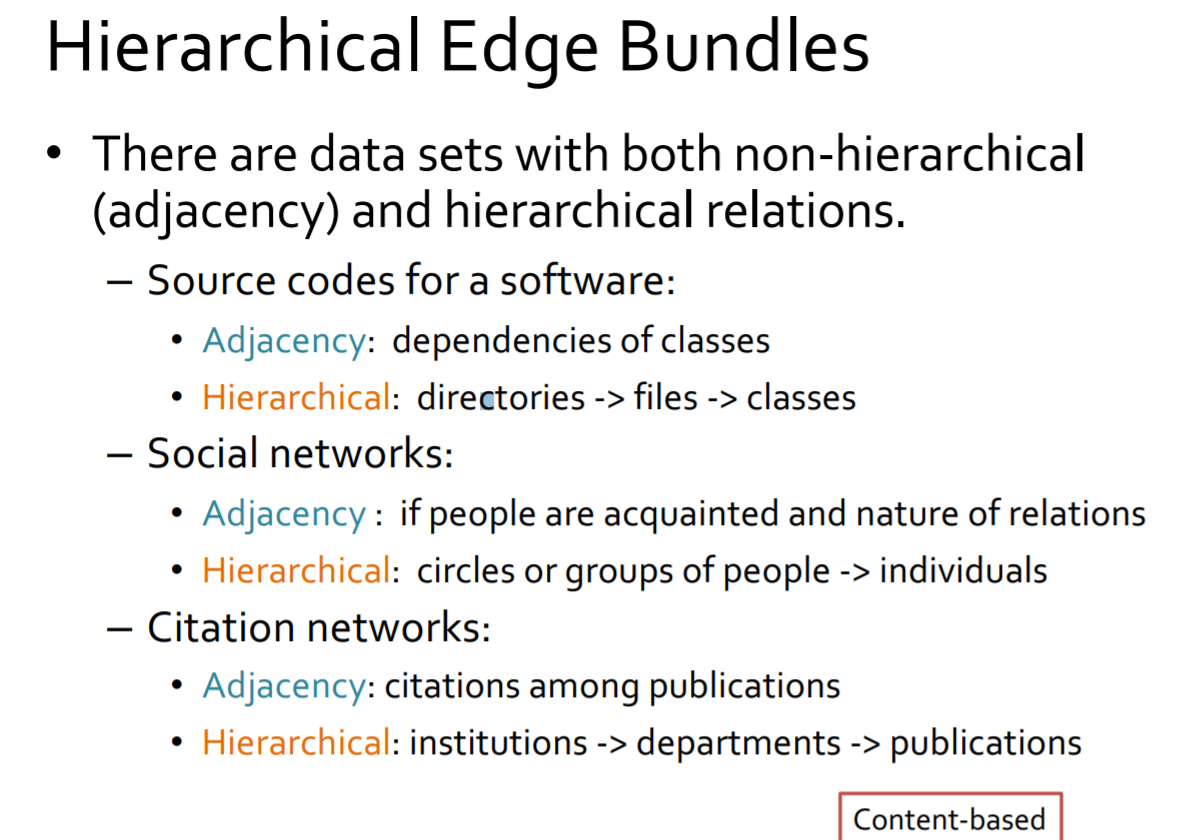 Hierarchical Edge Bundles
• There are data sets with both non-hierarchical
(adjacency) and hierarchical relations.
– Source codes for a software:
• Adjacency: dependencies of classes
• Hierarchical: directories -> files -> classes
– Social networks:
• Adjacency : if people are acquainted and nature of relations
• Hierarchical: circles or groups of people -> individuals
– Citation networks:
• Adjacency: citations among publications
• Hierarchical: institutions -> departments -> publications
Content-based